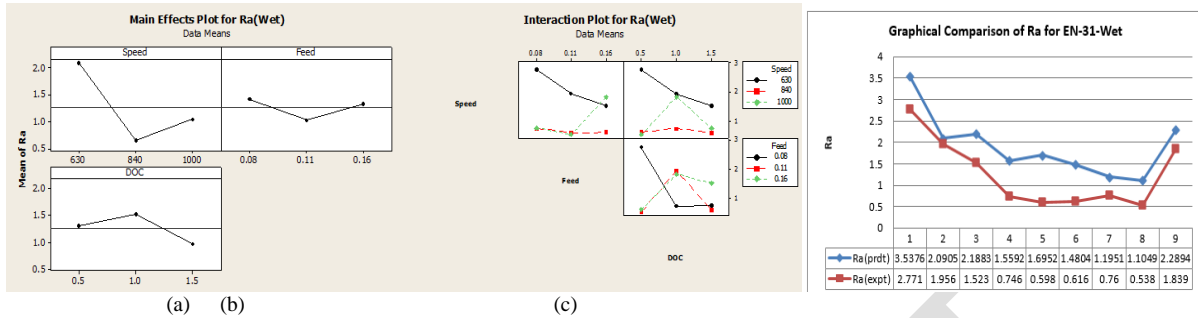 Main Effects Plot for Ra(Wet)
Data Means
Speed
Feed
Mean of Ra
2.0
1.5
1.0
0.5
630
840
1000
0.08
0.11
0.16
DOC
2.0
1.5
1.0
0.5
0.5
1.0
1.5
Interaction Plot for Ra(Wet)
Data Means
0.08
0.11
0.16
0.5
1.0
1.5
Speed
3
2
1
Speed
630
840
1000
Feed
3
2
1
Feed
0.08
0.11
0.16
DOC
(a) (b) (c)
Graphical Comparison of Ra for EN-31-Wet
Ra
4
3.5
3
2.5
2
1.5
1
0.5
0
1 2 3 4 5 6 7 8 9
Ra(prdt) 3.5376 2.0905 2.1883 1.5592 1.6952 1.4804 1.1951 1.1049 2.2894
Ra(expt) 2.771 1.956 1.523 0.746 0.598 0.616 0.76 0.538 1.839